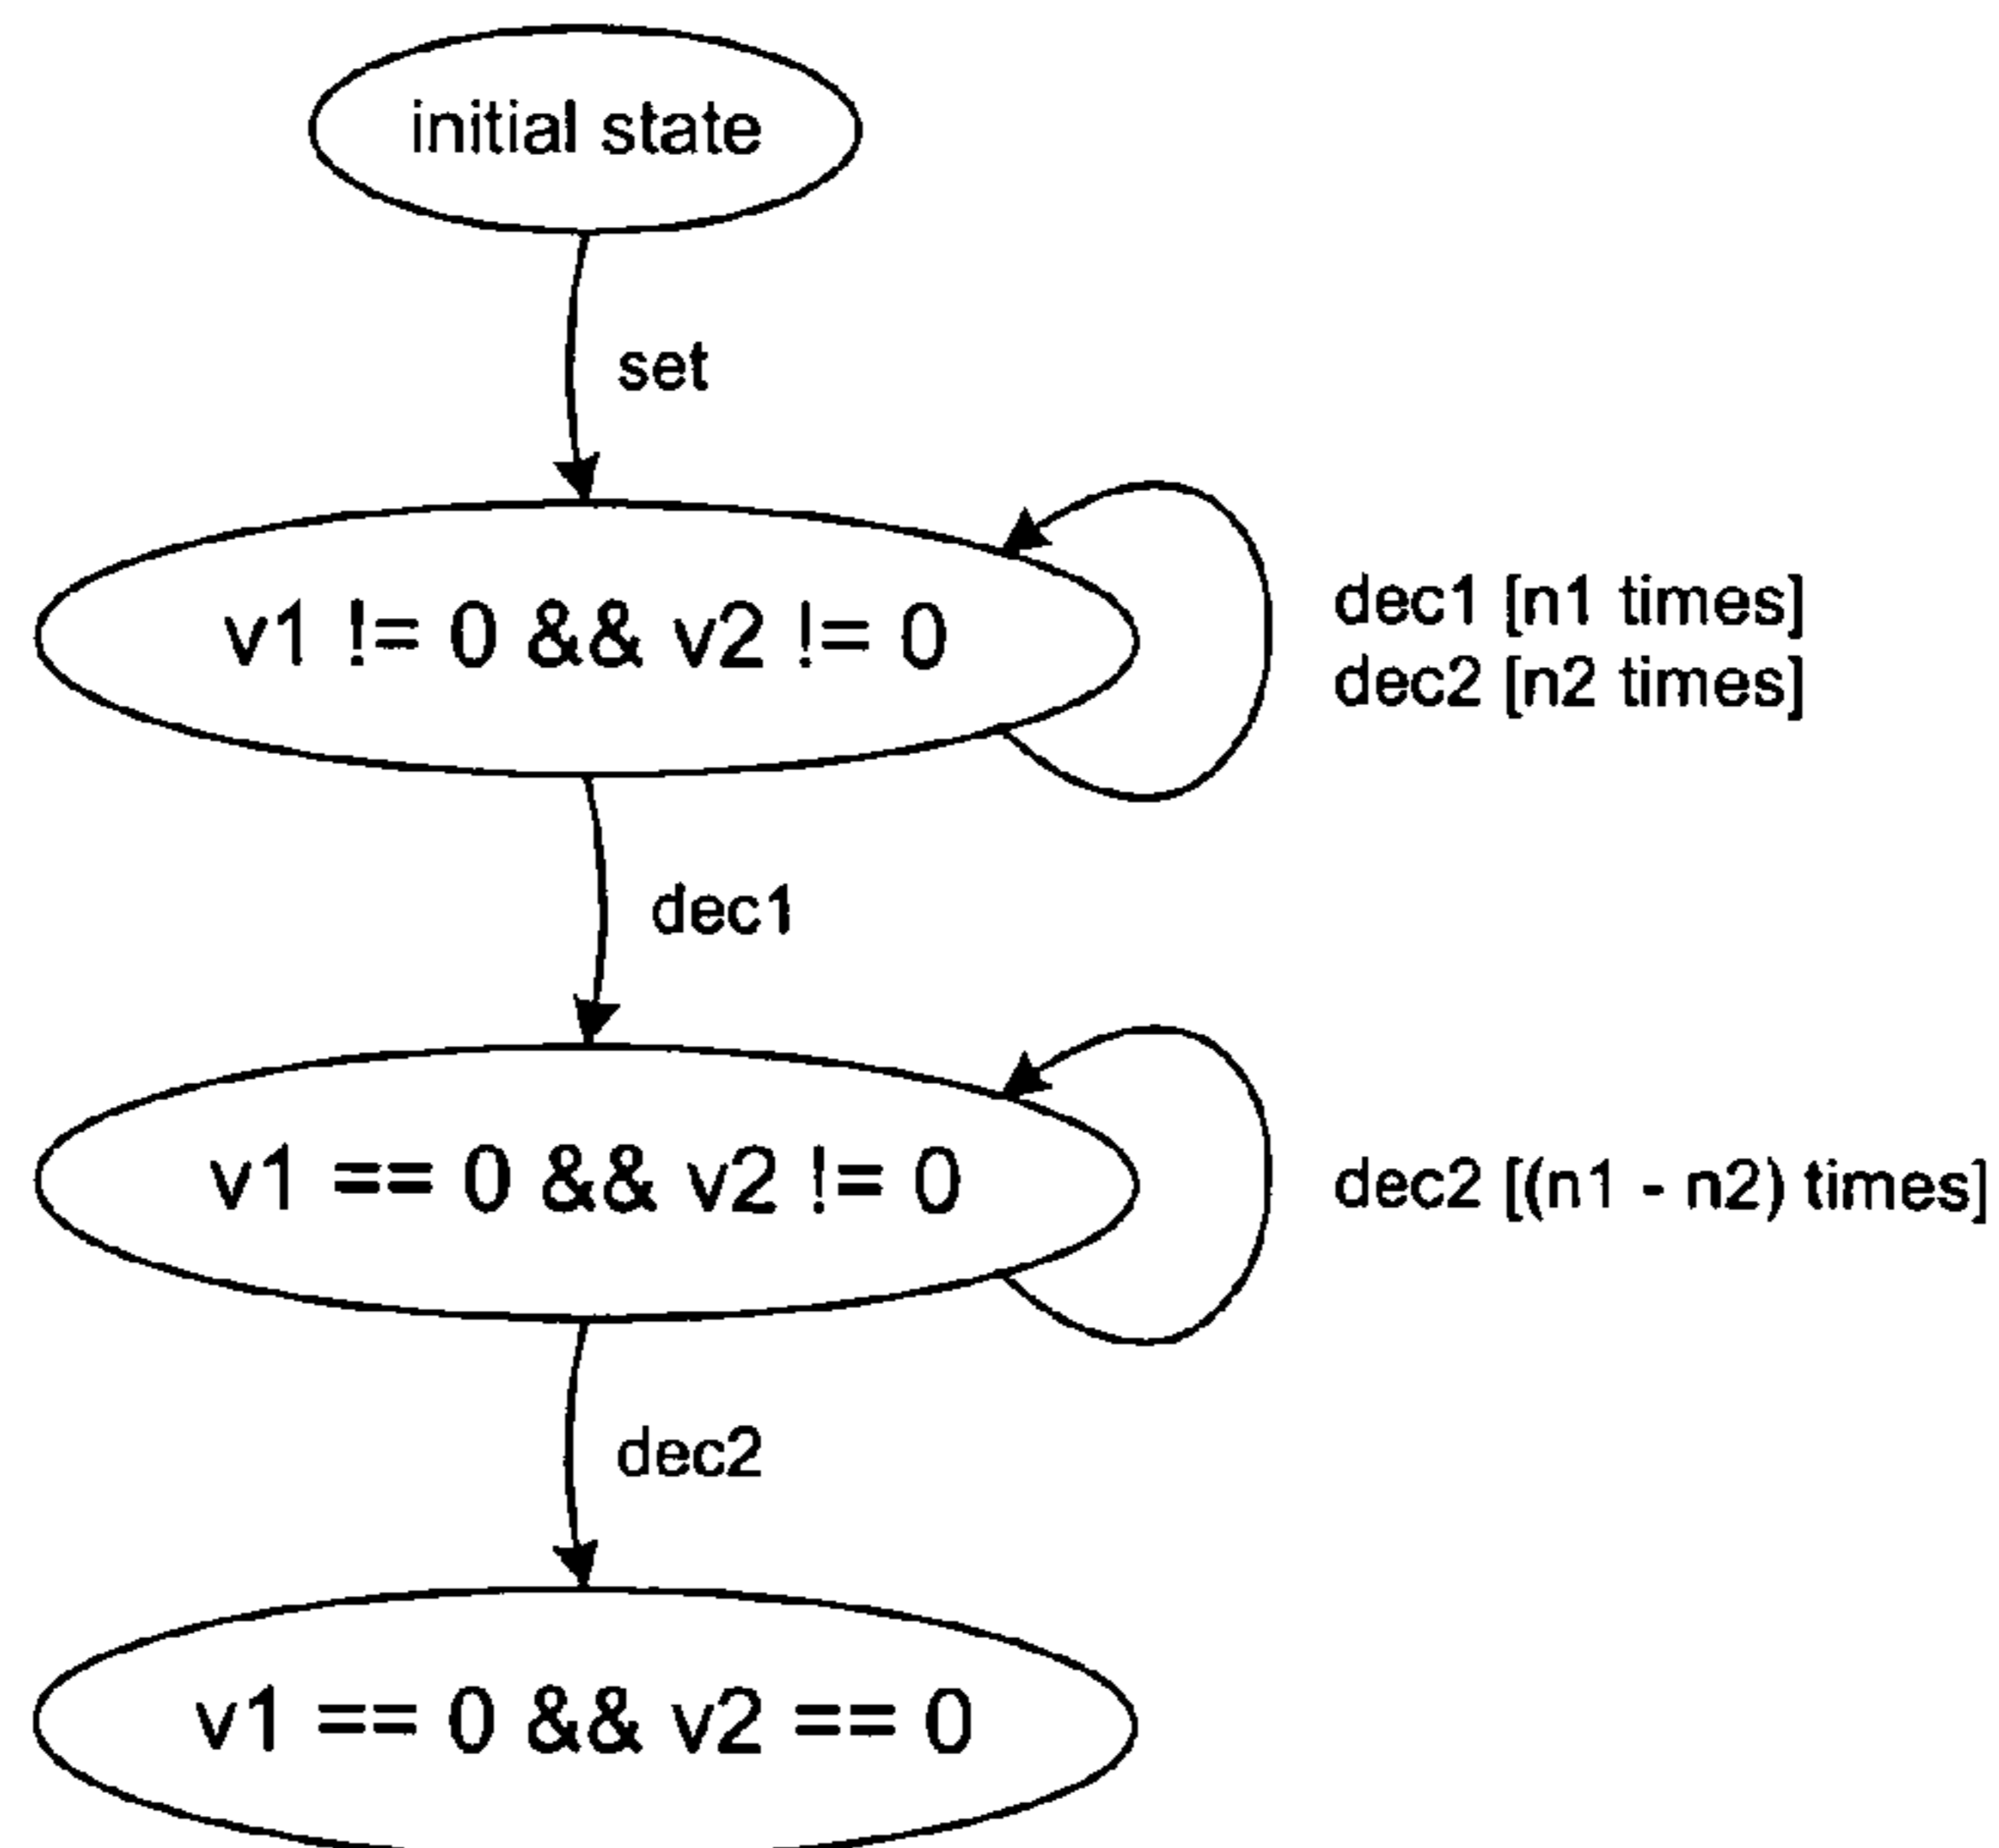 initial state
set
v1 != 0 && v2 != 0
dec1 [n1 times]
dec2 [n2 times]
dec1
v1 == 0 && v2 != 0
dec2 [(n1 - n2) times]
dec2
v1 == 0 && v2 == 0